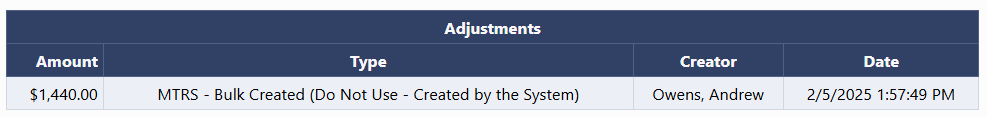 Adjustments
Amount Type Creator Date
$1,440.00 MTRS - Bulk Created (Do Not Use - Created by the System) Owens, Andrew 2/5/2025 1:57:49 PM